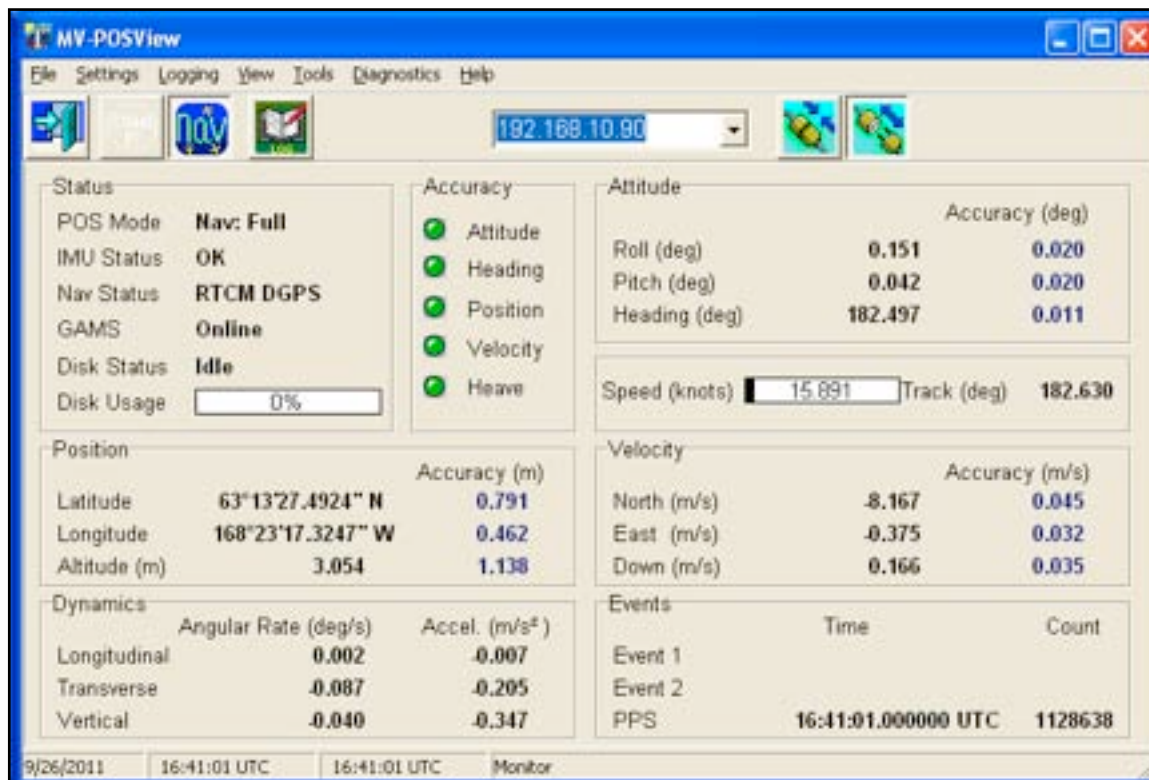 MV-POSView
File Settings Logging View Tools Diagnostics Help
nav LOG 192.168.10.90
Status
POS Mode Nav: Full
IMU Status OK
Nav Status RTCM DGPS
GAMS Online
Disk Status Idle
Disk Usage 0%
Accuracy
Attitude
Heading
Position
Velocity
Heave
Attitude
Accuracy (deg)
Roll (deg) 0.151 0.020
Pitch (deg) 0.042 0.020
Heading (deg) 182.497 0.011
Speed (knots) 15.891 Track (deg) 182.630
Position
Accuracy (m)
Latitude 63°13'27.4924" N 0.791
Longitude 168°23'17.3247" W 0.462
Altitude (m) 3.054 1.138
Velocity
Accuracy (m/s)
North (m/s) -8.167 0.045
East (m/s) -0.375 0.032
Down (m/s) 0.166 0.035
Dynamics
Angular Rate (deg/s) Accel. (m/s²)
Longitudinal 0.002 -0.007
Transverse -0.087 -0.205
Vertical -0.040 -0.347
Events
Time Count
Event 1
Event 2
PPS 16:41:01.000000 UTC 1128638
9/26/2011 16:41:01 UTC 16:41:01 UTC Monitor